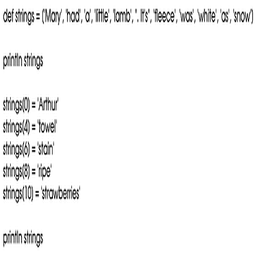 def strings = ('Mary', 'had', 'a', 'little', 'lamb', ". It's", 'fleece', 'was', 'white', 'as', 'snow')
println strings
strings(0) = 'Arthur'
strings(4) = 'towel'
strings(6) = 'stain'
strings(8) = 'ripe'
strings(10) = 'strawberries'
println strings